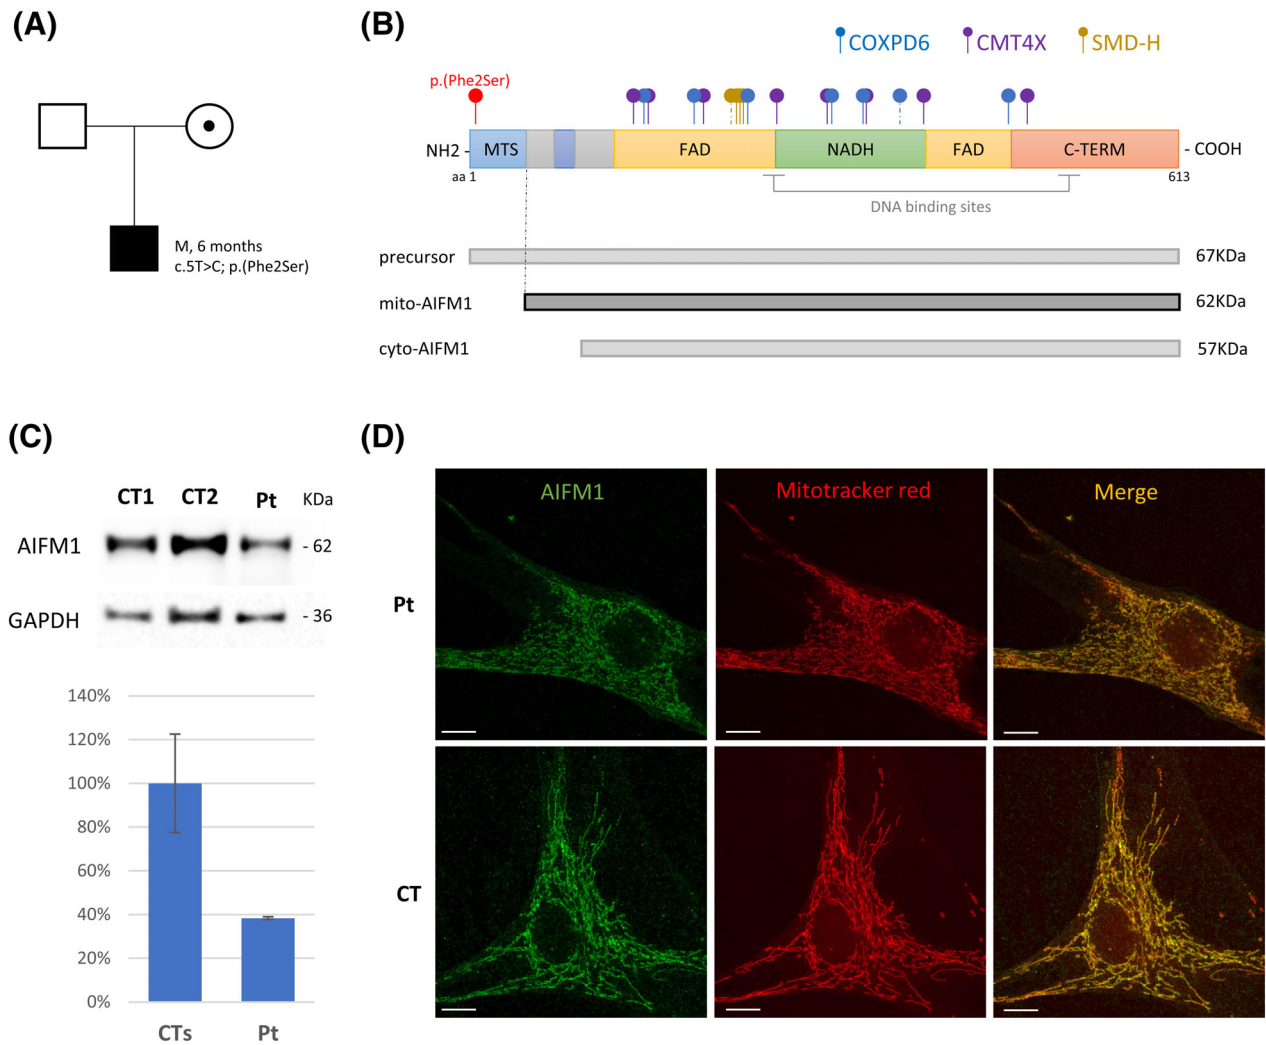 (A)
M, 6 months
c.5T>C; p.(Phe2Ser)
(B)
COXPD6 CMT4X SMD-H
p.(Phe2Ser)
NH2 - MTS FAD NADH FAD C-TERM - COOH
aa 1 613
DNA binding sites
precursor 67KDa
mito-AIFM1 62KDa
cyto-AIFM1 57KDa
(C)
CT1 CT2 Pt KDa
AIFM1 - 62
GAPDH - 36
140%
120%
100%
80%
60%
40%
20%
0%
CTs Pt
(D)
AIFM1 Mitotracker red Merge
Pt
CT